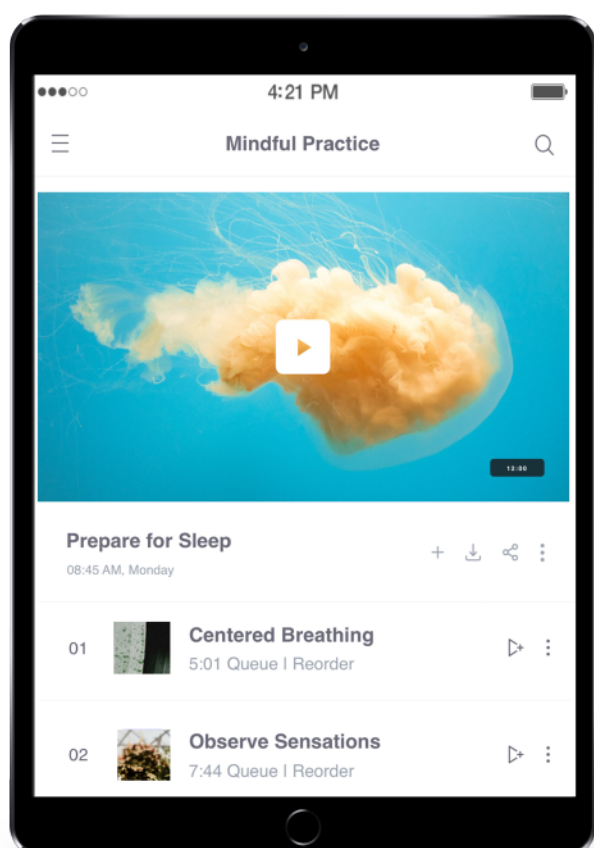 4:21 PM
Mindful Practice
12:00
Prepare for Sleep
08:45 AM, Monday
01
Centered Breathing
5:01 Queue | Reorder
02
Observe Sensations
7:44 Queue | Reorder